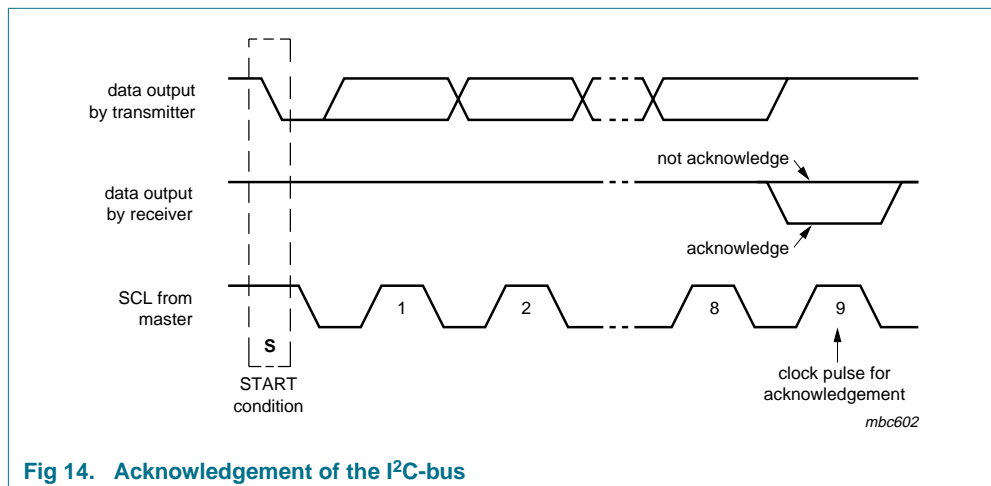 data output
by transmitter
not acknowledge
data output
by receiver
acknowledge
SCL from
master
1
2
8
9
S
START
condition
clock pulse for
acknowledgement
mbc602
Fig 14. Acknowledgement of the I²C-bus